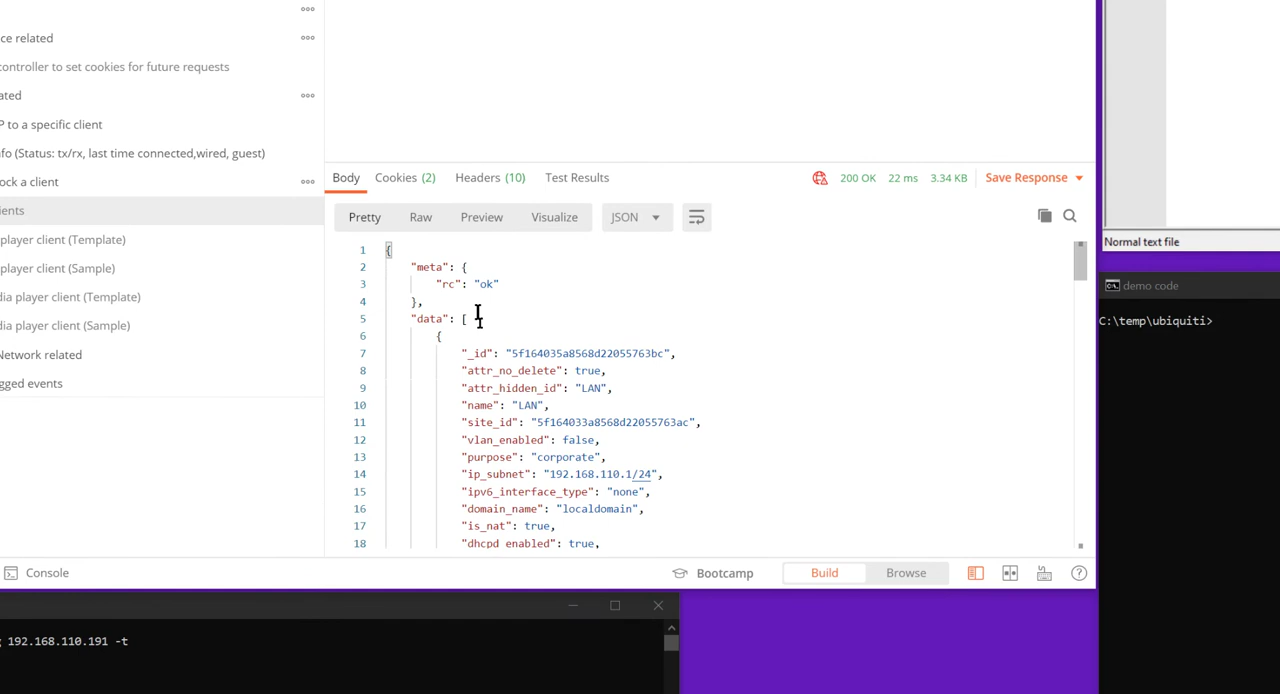 ce related
controller to set cookies for future requests
ated
P to a specific client
nfo (Status: tx/rx, last time connected,wired, guest)
ock a client
ients
player client (Template)
player client (Sample)
dia player client (Template)
dia player client (Sample)
Network related
gged events
Body Cookies (2) Headers (10) Test Results 200 OK 22 ms 3.34 KB Save Response
Pretty Raw Preview Visualize JSON
1 {
2 "meta": {
3 "rc": "ok"
4 },
5 "data": [
6 {
7 "_id": "5f164035a8568d22055763bc",
8 "attr_no_delete": true,
9 "attr_hidden_id": "LAN",
10 "name": "LAN",
11 "site_id": "5f164033a8568d22055763ac",
12 "vlan_enabled": false,
13 "purpose": "corporate",
14 "ip_subnet": "192.168.110.1/24",
15 "ipv6_interface_type": "none",
16 "domain_name": "localdomain",
17 "is_nat": true,
18 "dhcpd_enabled": true,
Console Bootcamp Build Browse
192.168.110.191 -t
Normal text file
demo code
C:\temp\ubiquiti>